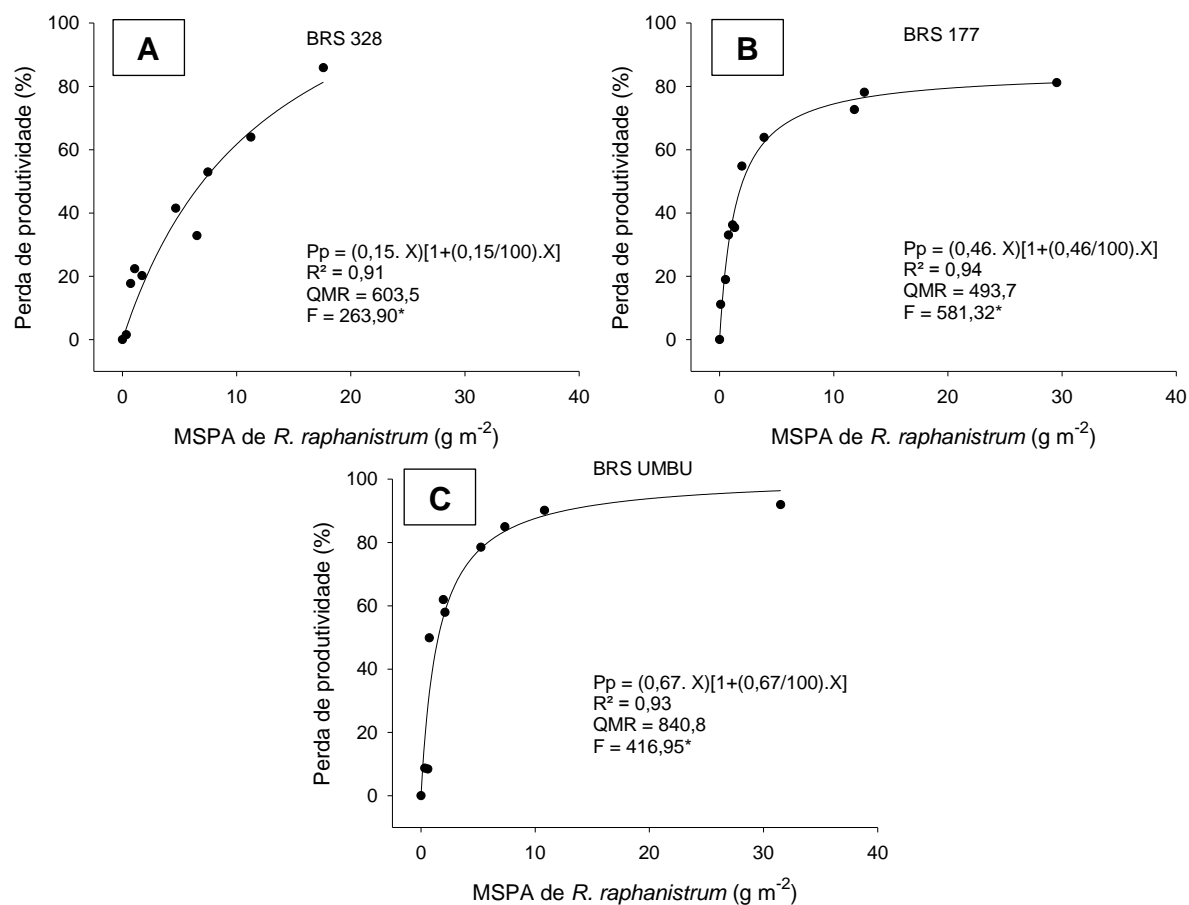 A
BRS 328
Perda de produtividade (%)
100
80
60
40
20
0
Pp = (0,15. X)[1+(0,15/100).X]
R² = 0,91
QMR = 603,5
F = 263,90*
0 10 20 30 40
MSPA de R. raphanistrum (g m⁻²)
B
BRS 177
Perda de produtividade (%)
100
80
60
40
20
0
Pp = (0,46. X)[1+(0,46/100).X]
R² = 0,94
QMR = 493,7
F = 581,32*
0 10 20 30 40
MSPA de R. raphanistrum (g m⁻²)
C
BRS UMBU
Perda de produtividade (%)
100
80
60
40
20
0
Pp = (0,67. X)[1+(0,67/100).X]
R² = 0,93
QMR = 840,8
F = 416,95*
0 10 20 30 40
MSPA de R. raphanistrum (g m⁻²)